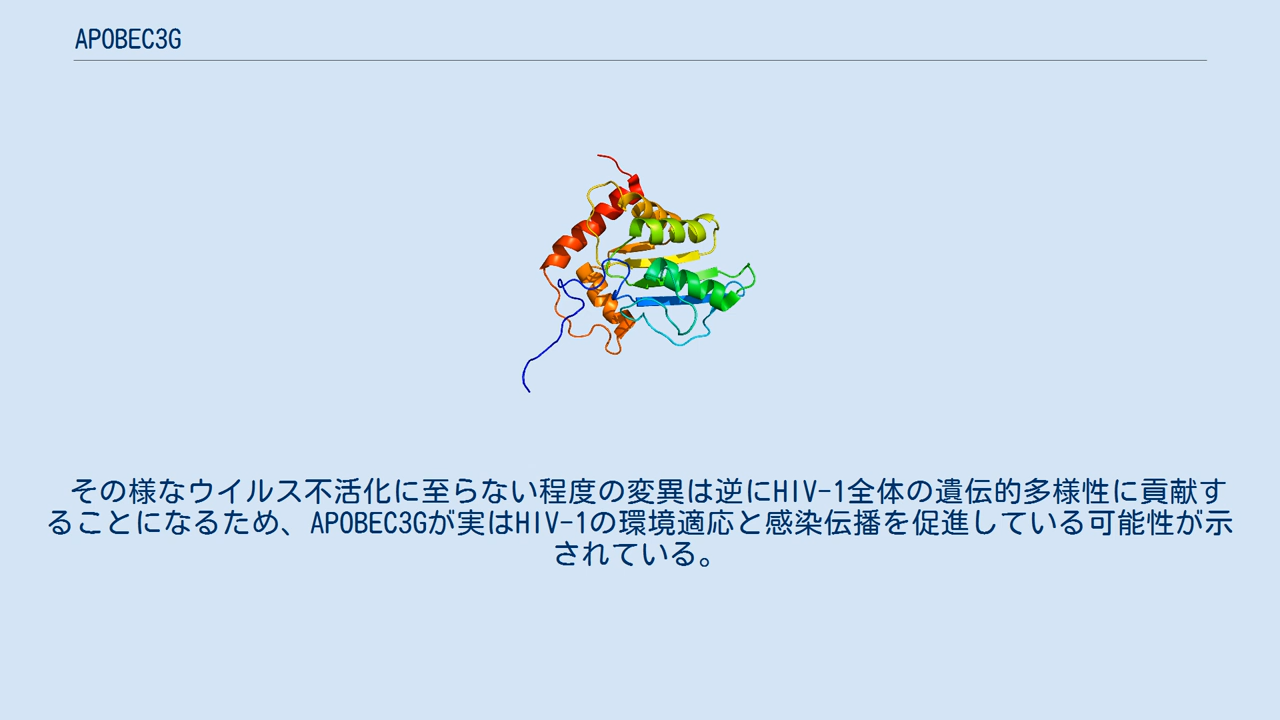 APOBEC3G
その様なウイルス不活化に至らない程度の変異は逆にHIV-1全体の遺伝的多様性に貢献す
ることになるため、APOBEC3Gが実はHIV-1の環境適応と感染伝播を促進している可能性が示
されている。